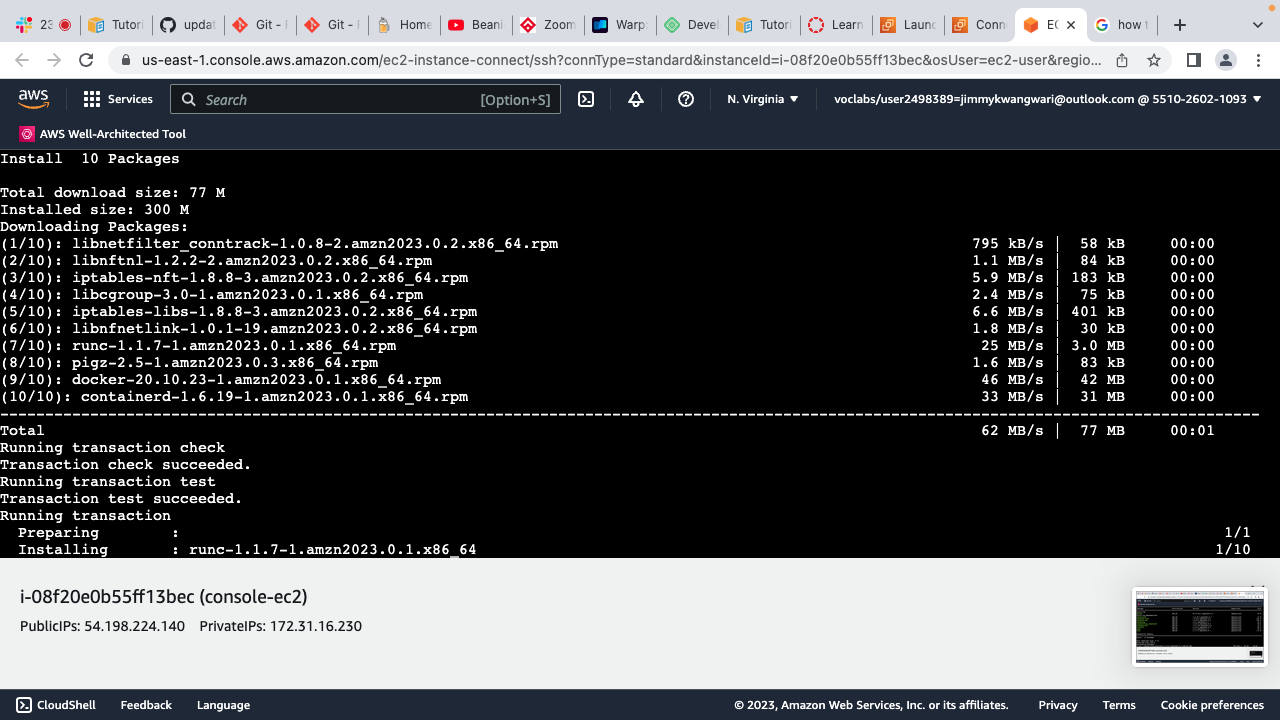 23
Tutori
updat
Git - F
Git - F
Home
Beani
Zoom
Warp:
Deve
Tutori
Learn
Laun
Conn
EC
how t
us-east-1.console.aws.amazon.com/ec2-instance-connect/ssh?connType=standard&instanceId=i-08f20e0b55ff13bec&osUser=ec2-user&regio...
aws
Services
Search
[Option+S]
N. Virginia
voclabs/user2498389=jimmykwangwari@outlook.com @ 5510-2602-1093
AWS Well-Architected Tool
Install  10 Packages
Total download size: 77 M
Installed size: 300 M
Downloading Packages:
(1/10): libnetfilter_conntrack-1.0.8-2.amzn2023.0.2.x86_64.rpm 795 kB/s | 58 kB 00:00
(2/10): libnftnl-1.2.2-2.amzn2023.0.2.x86_64.rpm 1.1 MB/s | 84 kB 00:00
(3/10): iptables-nft-1.8.8-3.amzn2023.0.2.x86_64.rpm 5.9 MB/s | 183 kB 00:00
(4/10): libcgroup-3.0-1.amzn2023.0.1.x86_64.rpm 2.4 MB/s | 75 kB 00:00
(5/10): iptables-libs-1.8.8-3.amzn2023.0.2.x86_64.rpm 6.6 MB/s | 401 kB 00:00
(6/10): libnfnetlink-1.0.1-19.amzn2023.0.2.x86_64.rpm 1.8 MB/s | 30 kB 00:00
(7/10): runc-1.1.7-1.amzn2023.0.1.x86_64.rpm 25 MB/s | 3.0 MB 00:00
(8/10): pigz-2.5-1.amzn2023.0.3.x86_64.rpm 1.6 MB/s | 83 kB 00:00
(9/10): docker-20.10.23-1.amzn2023.0.1.x86_64.rpm 46 MB/s | 42 MB 00:00
(10/10): containerd-1.6.19-1.amzn2023.0.1.x86_64.rpm 33 MB/s | 31 MB 00:00
Total 62 MB/s | 77 MB 00:01
Running transaction check
Transaction check succeeded.
Running transaction test
Transaction test succeeded.
Running transaction
Preparing : 1/1
Installing : runc-1.1.7-1.amzn2023.0.1.x86_64 1/10
i-08f20e0b55ff13bec (console-ec2)
PublicIPs: 54.198.224.140 PrivateIPs: 172.31.16.230
CloudShell
Feedback
Language
© 2023, Amazon Web Services, Inc. or its affiliates.
Privacy
Terms
Cookie preferences